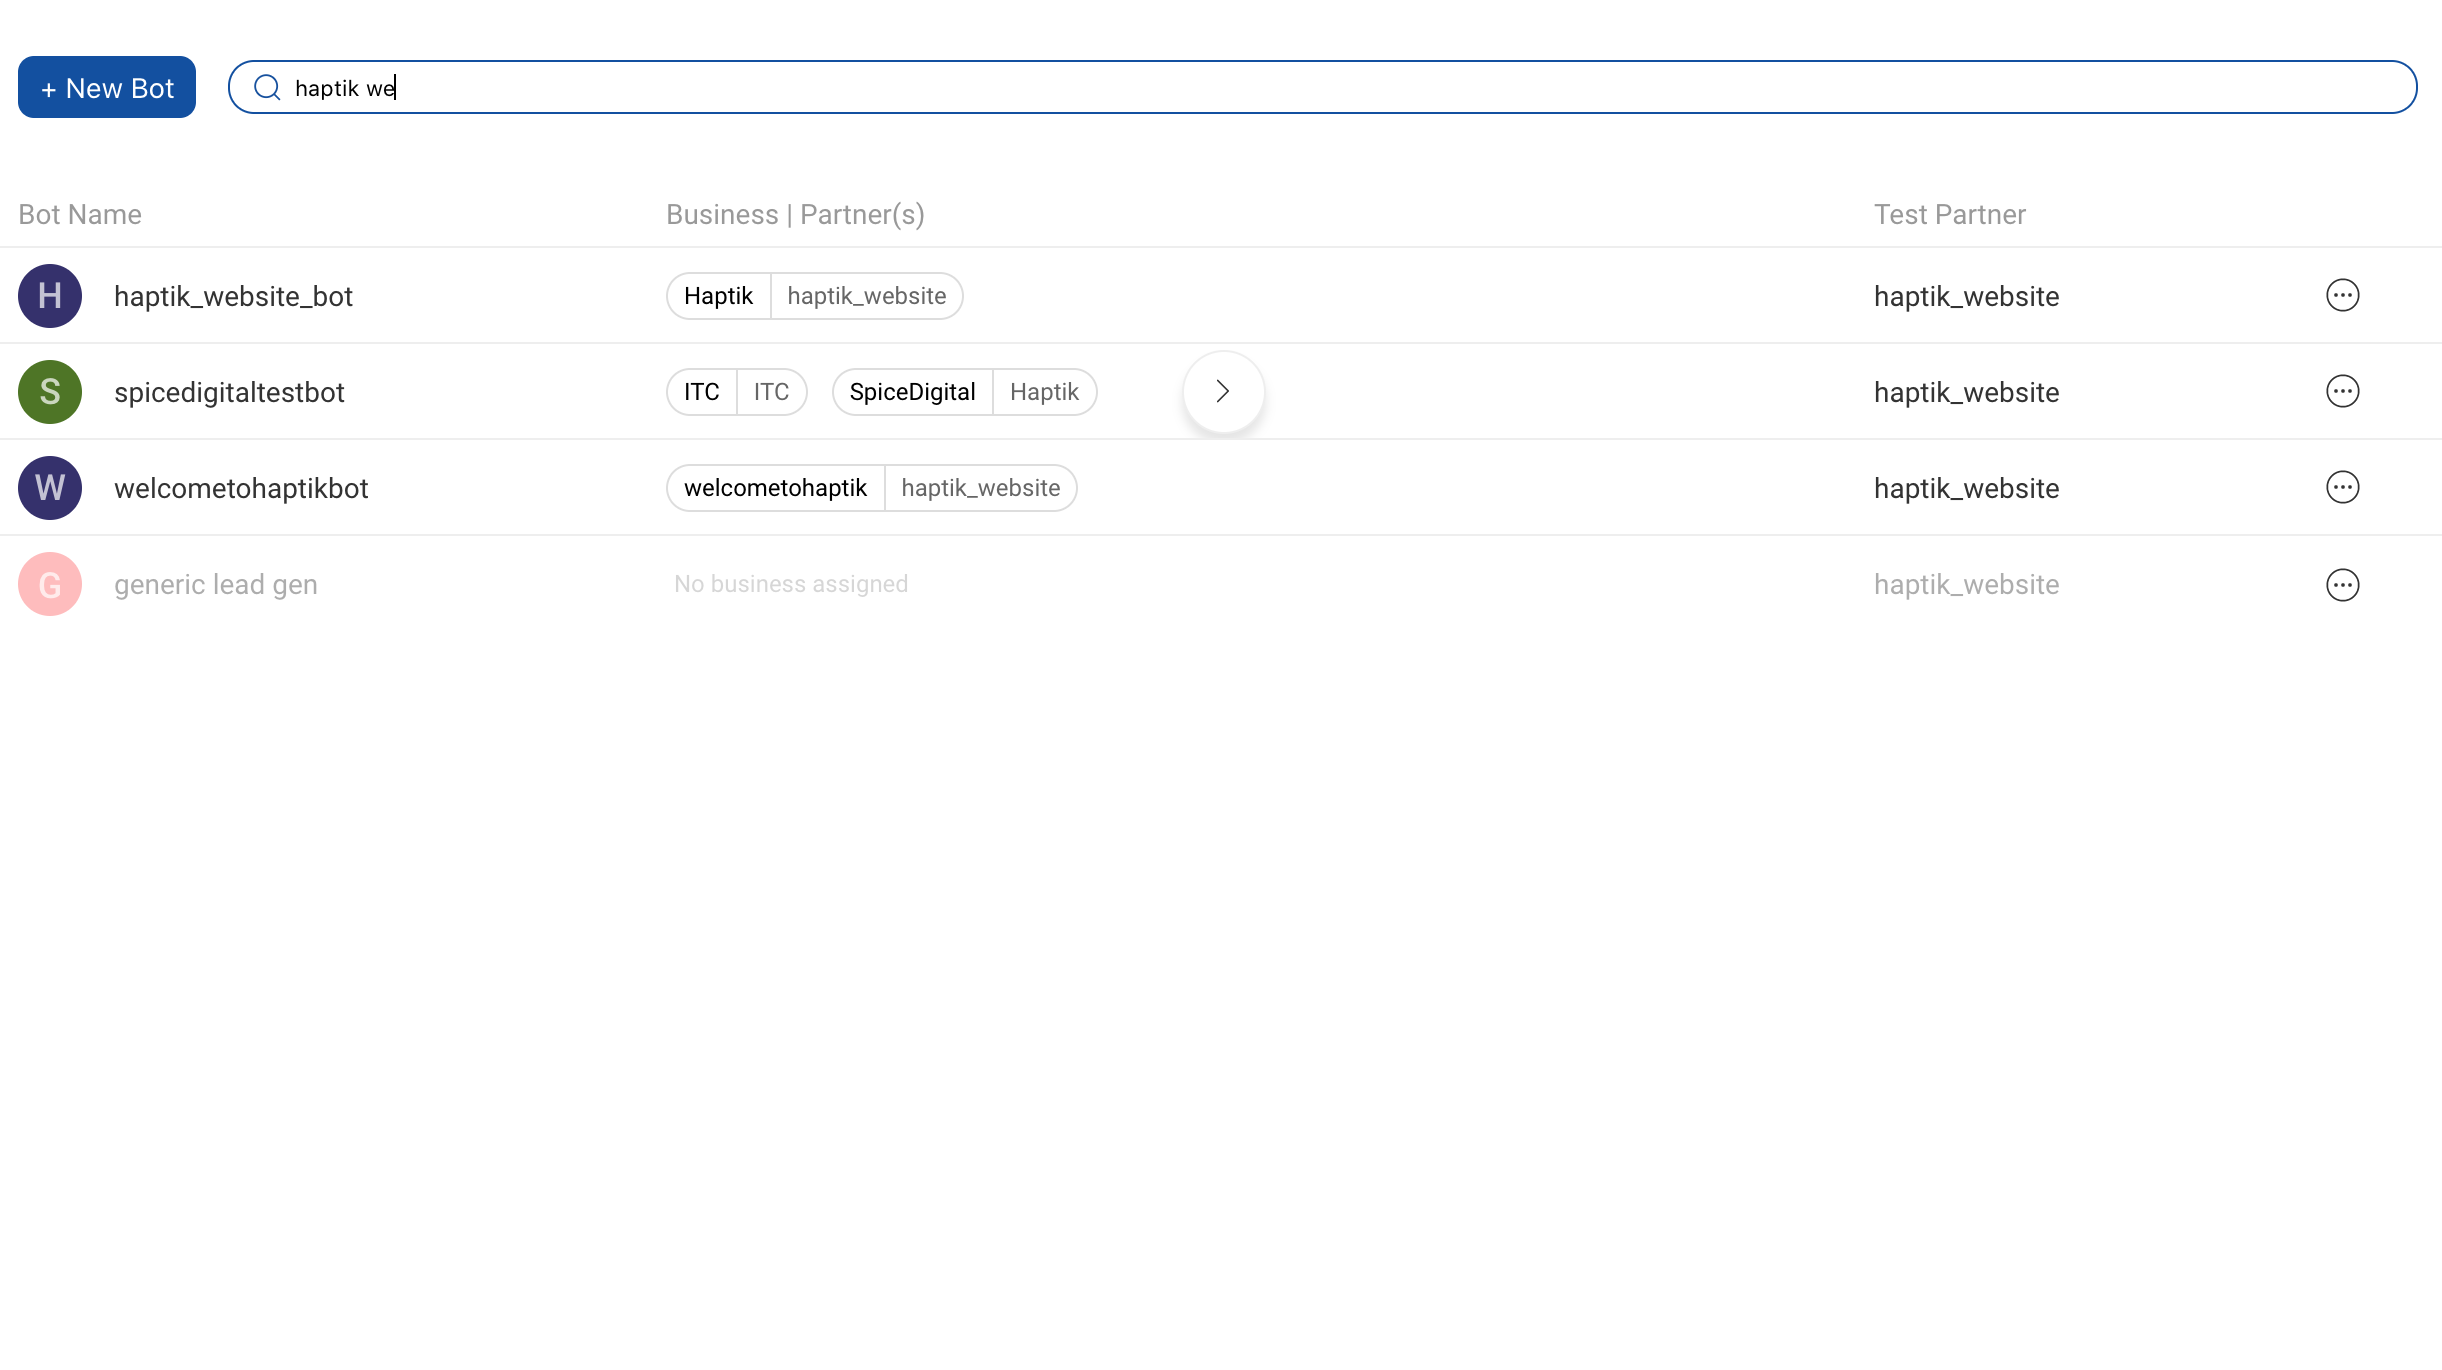 + New Bot haptik we
Bot Name Business | Partner(s) Test Partner
H haptik_website_bot Haptik haptik_website haptik_website
S spicedigitaltestbot ITC ITC SpiceDigital Haptik haptik_website
W welcometohaptikbot welcometohaptik haptik_website haptik_website
G generic lead gen No business assigned haptik_website